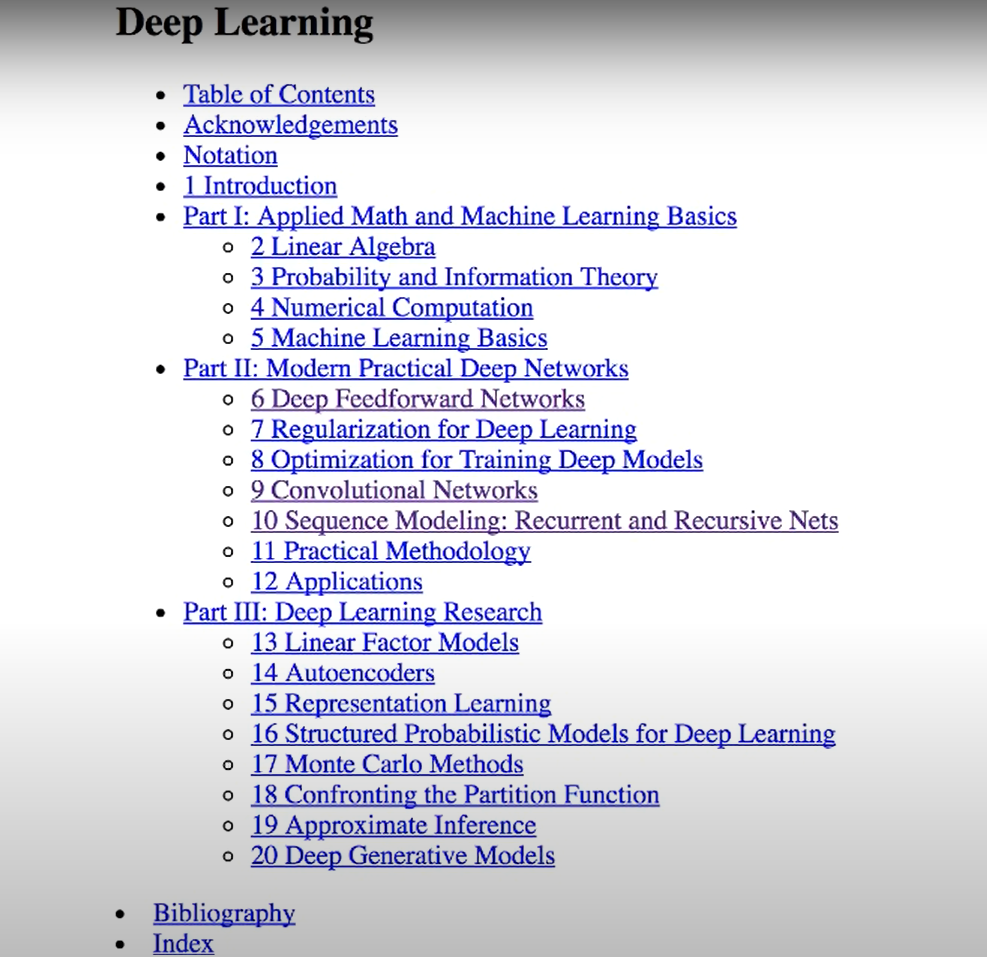 Deep Learning
Table of Contents
Acknowledgements
Notation
1 Introduction
Part I: Applied Math and Machine Learning Basics
2 Linear Algebra
3 Probability and Information Theory
4 Numerical Computation
5 Machine Learning Basics
Part II: Modern Practical Deep Networks
6 Deep Feedforward Networks
7 Regularization for Deep Learning
8 Optimization for Training Deep Models
9 Convolutional Networks
10 Sequence Modeling: Recurrent and Recursive Nets
11 Practical Methodology
12 Applications
Part III: Deep Learning Research
13 Linear Factor Models
14 Autoencoders
15 Representation Learning
16 Structured Probabilistic Models for Deep Learning
17 Monte Carlo Methods
18 Confronting the Partition Function
19 Approximate Inference
20 Deep Generative Models
Bibliography
Index